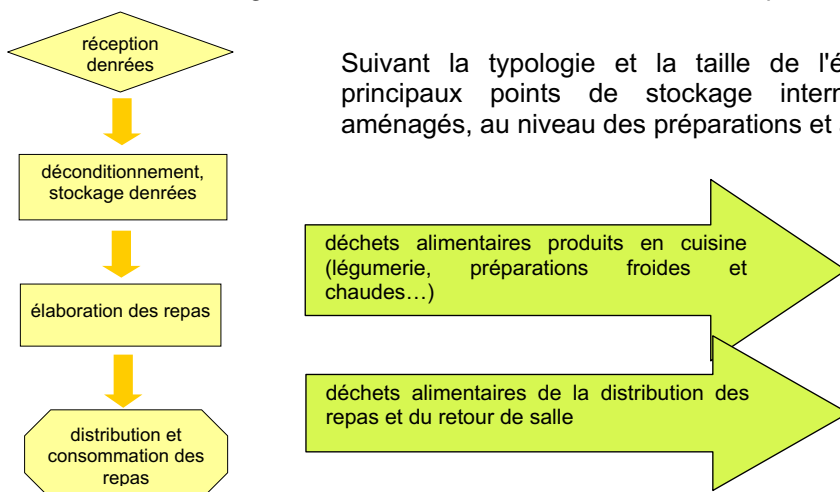 réception
denrées
Suivant la typologie et la taille de
principaux points de stockage
aménagés, au niveau des préparations et
déconditionnement,
stockage denrées
déchets alimentaires produits en cuisine
(légumerie, préparations froides et
chaudes…)
élaboration des repas
déchets alimentaires de la distribution des
repas et du retour de salle
distribution et
consommation des
repas